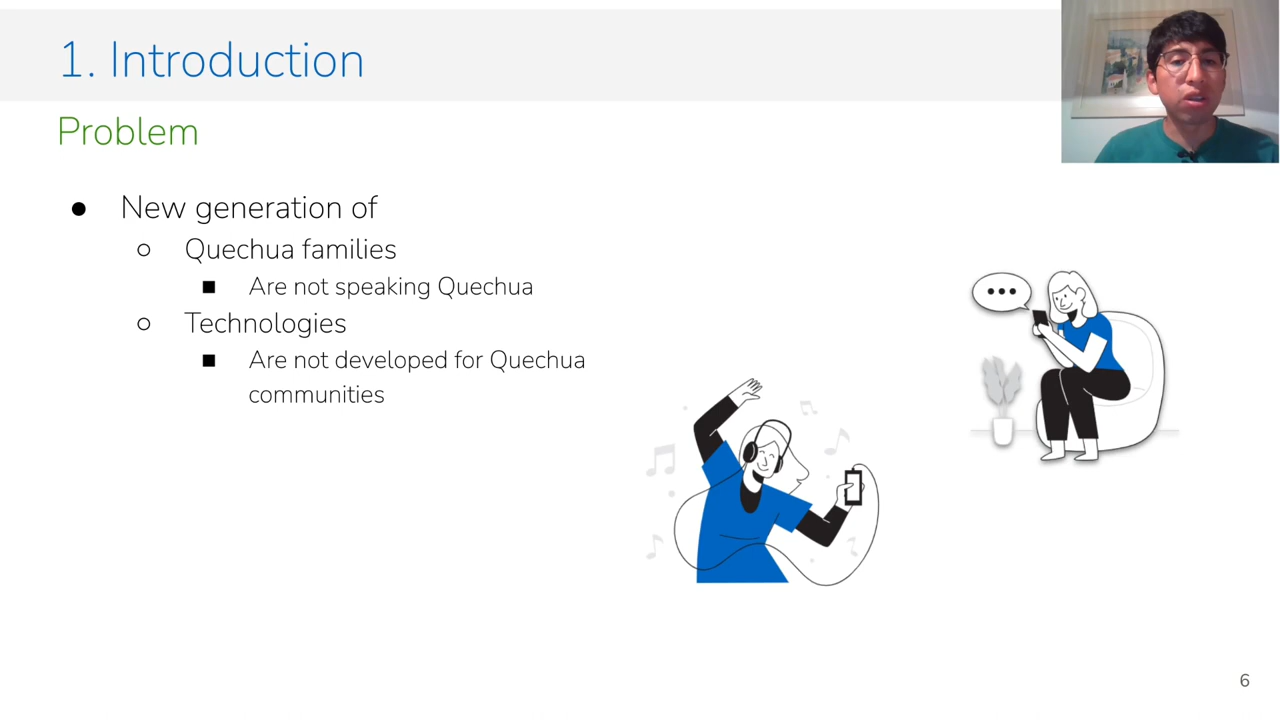 1. Introduction
Problem
● New generation of
○ Quechua families
■ Are not speaking Quechua
○ Technologies
■ Are not developed for Quechua
communities
6